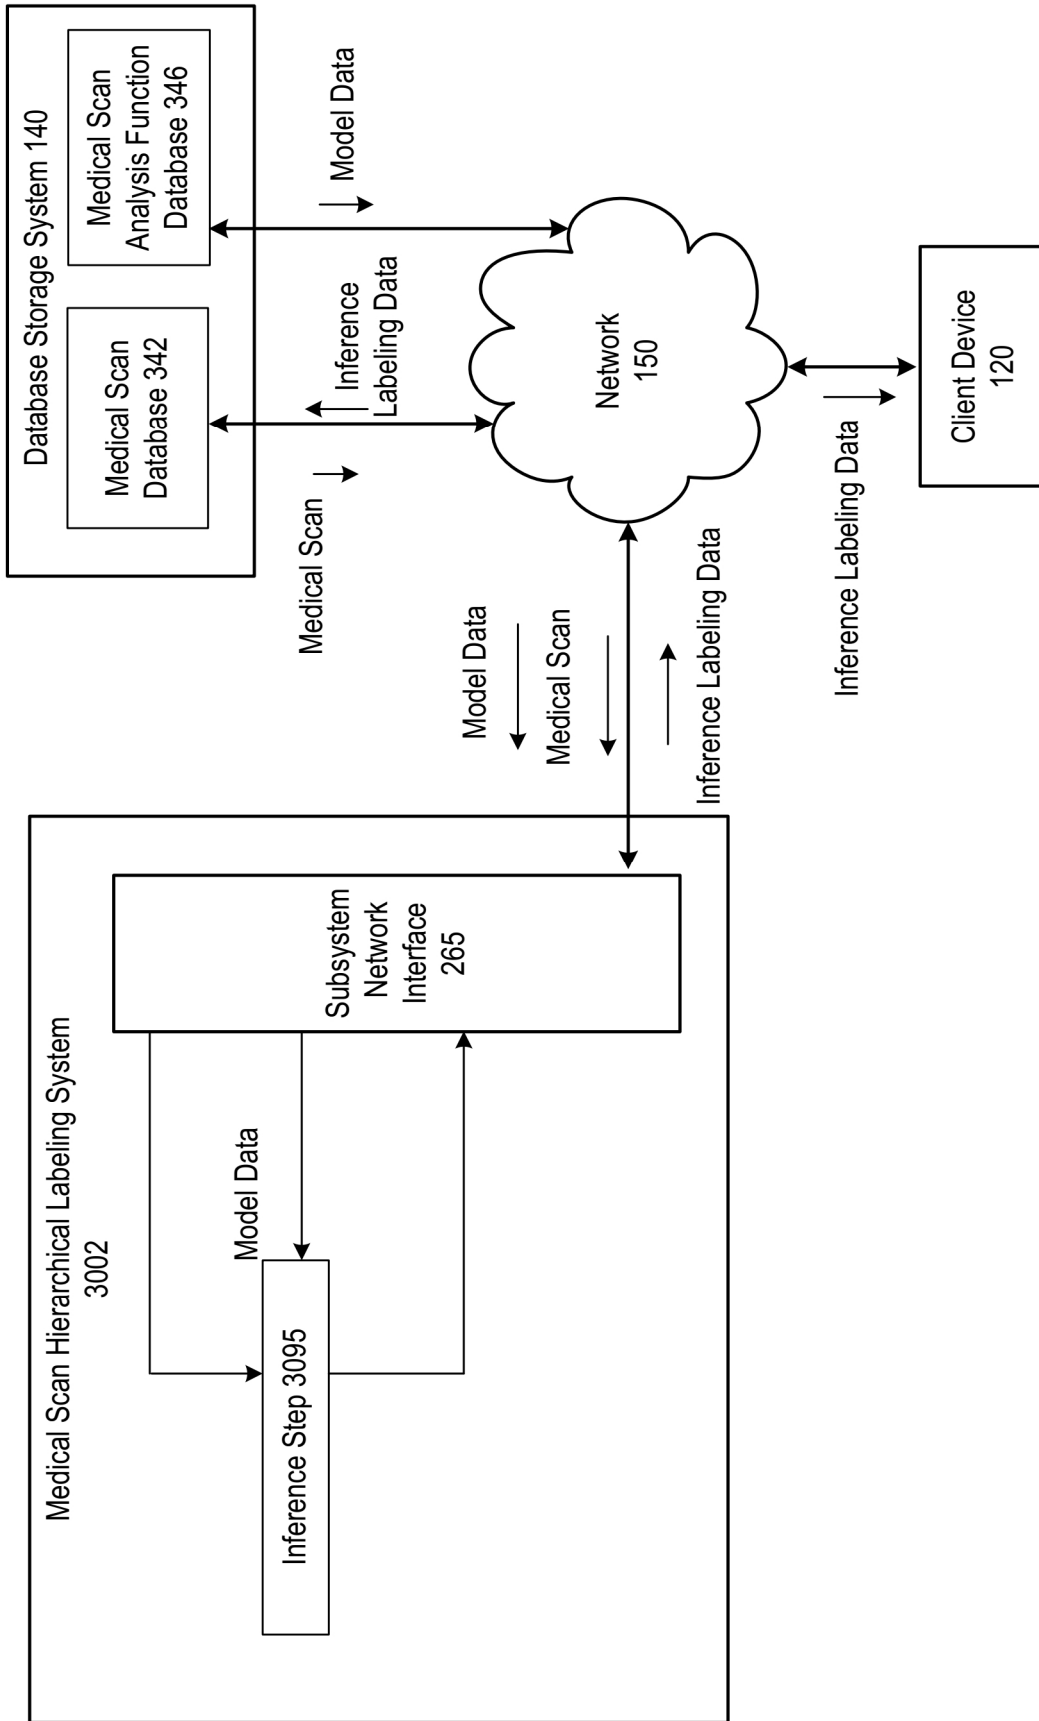 Medical Scan Hierarchical Labeling System
3002
Inference Step 3095
Model Data
Subsystem
Network
Interface
265
Database Storage System 140
Medical Scan
Database 342
Medical Scan
Analysis Function
Database 346
Medical Scan
Inference
Labeling Data
Model Data
Model Data
Medical Scan
Inference Labeling Data
Network
150
Inference Labeling Data
Client Device
120